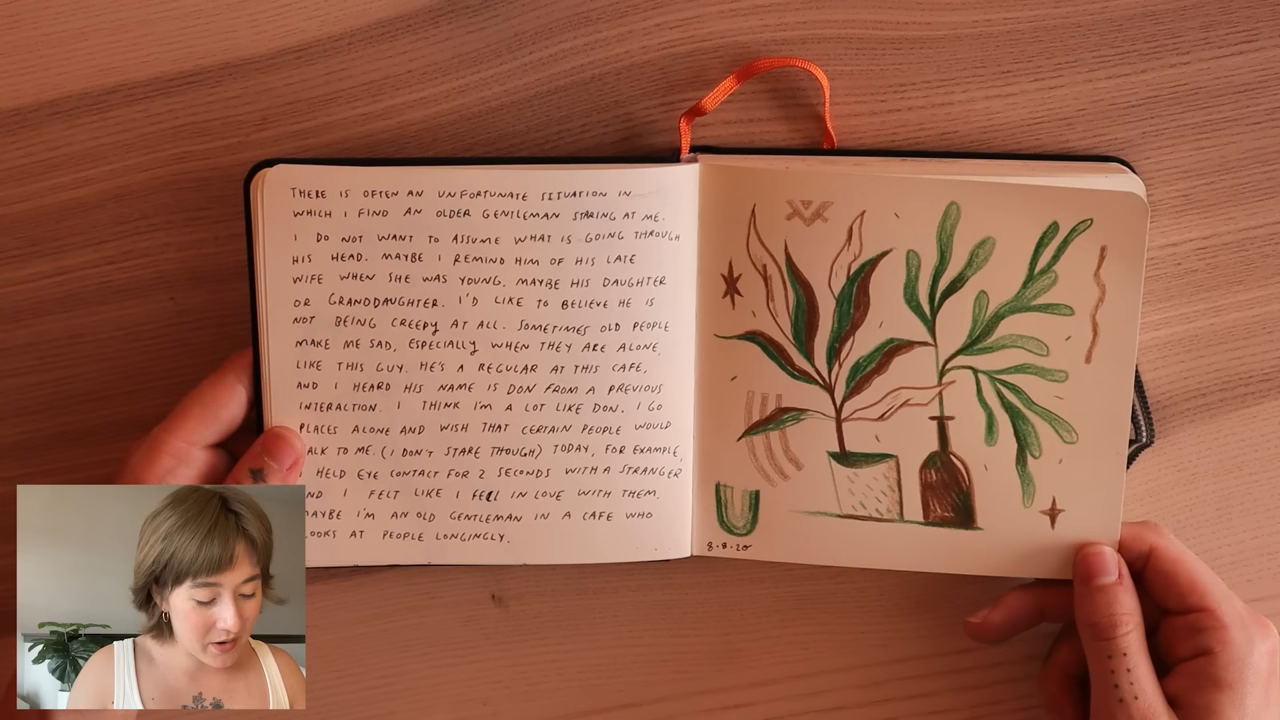 THERE IS OFTEN AN UNFORTUNATE SITUATION IN
WHICH I FIND AN OLDER GENTLEMAN STARING AT ME.
I DO NOT WANT TO ASSUME WHAT IS GOING THROUGH
HIS HEAD. MAYBE I REMIND HIM OF HIS LATE
WIFE WHEN SHE WAS YOUNG. MAYBE HIS DAUGHTER
OR GRANDDAUGHTER. I'D LIKE TO BELIEVE HE IS
NOT BEING CREEPY AT ALL. SOMETIMES OLD PEOPLE
MAKE ME SAD, ESPECIALLY WHEN THEY ARE ALONE,
LIKE THIS GUY. HE'S A REGULAR AT THIS CAFE,
AND I HEARD HIS NAME IS DON FROM A PREVIOUS
INTERACTION. I THINK I'M A LOT LIKE DON. I GO
PLACES ALONE AND WISH THAT CERTAIN PEOPLE WOULD
TALK TO ME. (I DON'T STARE THOUGH) TODAY, FOR EXAMPLE,
I HELD EYE CONTACT FOR 2 SECONDS WITH A STRANGER
AND I FELT LIKE I FELL IN LOVE WITH THEM.
MAYBE I'M AN OLD GENTLEMAN IN A CAFE WHO
LOOKS AT PEOPLE LONGINGLY.
8.8.20